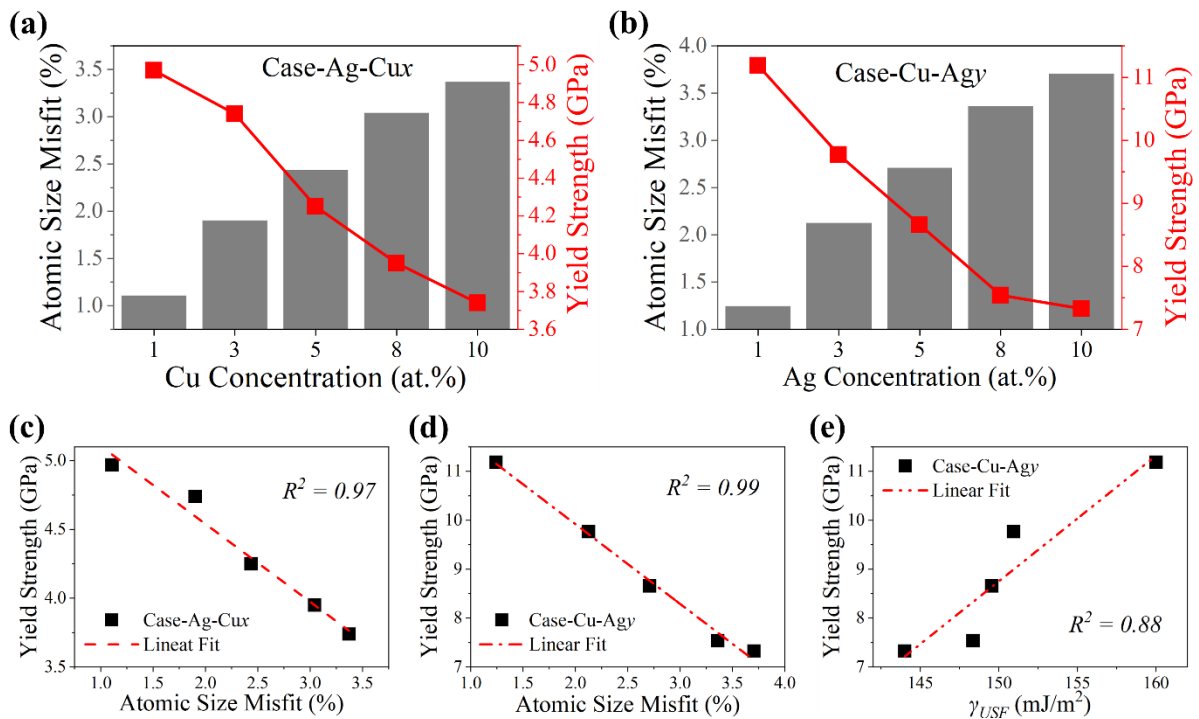 (a)
Case-Ag-Cux
Atomic Size Misfit (%)
3.5
3.0
2.5
2.0
1.5
1.0
Yield Strength (GPa)
5.0
4.8
4.6
4.4
4.2
4.0
3.8
3.6
1 3 5 8 10
Cu Concentration (at.%)
(b)
Case-Cu-Agy
Atomic Size Misfit (%)
4.0
3.5
3.0
2.5
2.0
1.5
1.0
Yield Strength (GPa)
11
10
9
8
7
1 3 5 8 10
Ag Concentration (at.%)
(c)
Yield Strength (GPa)
5.0
4.5
4.0
3.5
R² = 0.97
Case-Ag-Cux
Lineat Fit
1.0 1.5 2.0 2.5 3.0 3.5
Atomic Size Misfit (%)
(d)
Yield Strength (GPa)
11
10
9
8
7
R² = 0.99
Case-Cu-Agy
Linear Fit
1.0 1.5 2.0 2.5 3.0 3.5 4.0
Atomic Size Misfit (%)
(e)
Yield Strength (GPa)
11
10
9
8
7
Case-Cu-Agy
Linear Fit
R² = 0.88
145 150 155 160
γUSF (mJ/m²)